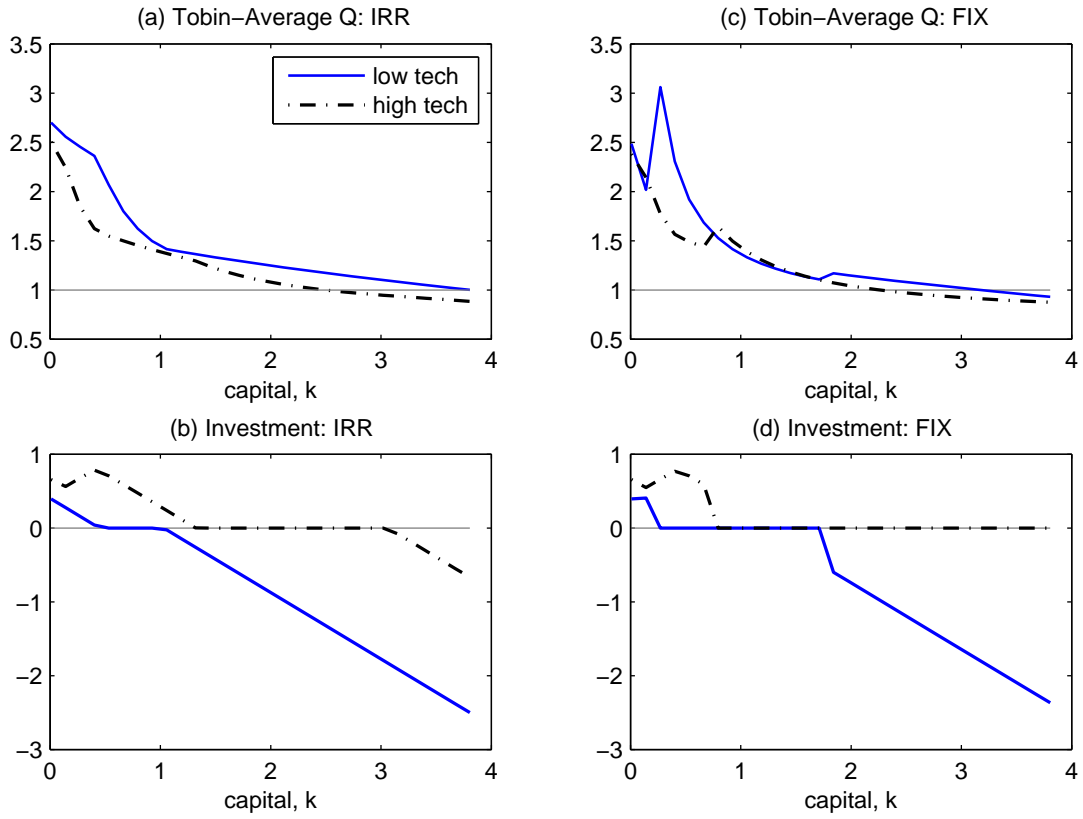 (a) Tobin−Average Q: IRR
3.5
3
2.5
2
1.5
1
0.5
0 1 2 3 4
capital, k
low tech
high tech
(c) Tobin−Average Q: FIX
3.5
3
2.5
2
1.5
1
0.5
0 1 2 3 4
capital, k
(b) Investment: IRR
1
0
−1
−2
−3
0 1 2 3 4
capital, k
(d) Investment: FIX
1
0
−1
−2
−3
0 1 2 3 4
capital, k